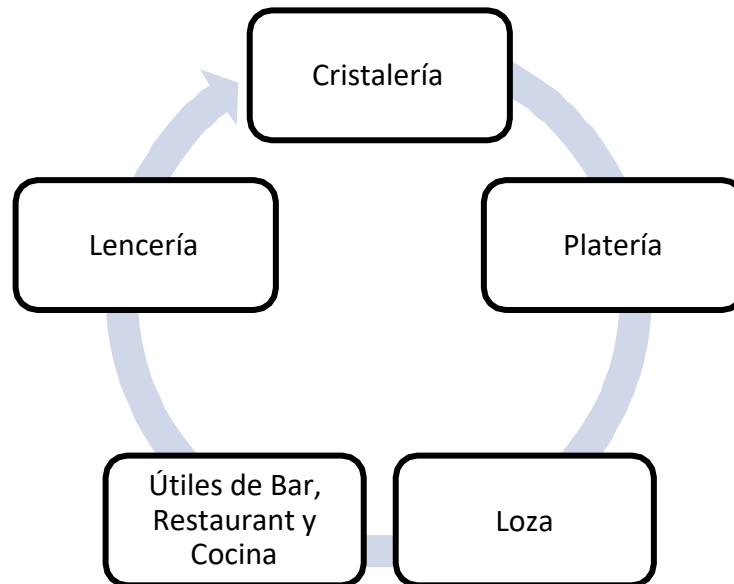 Cristalería
Platería
Loza
Útiles de Bar,
Restaurant y
Cocina
Lencería